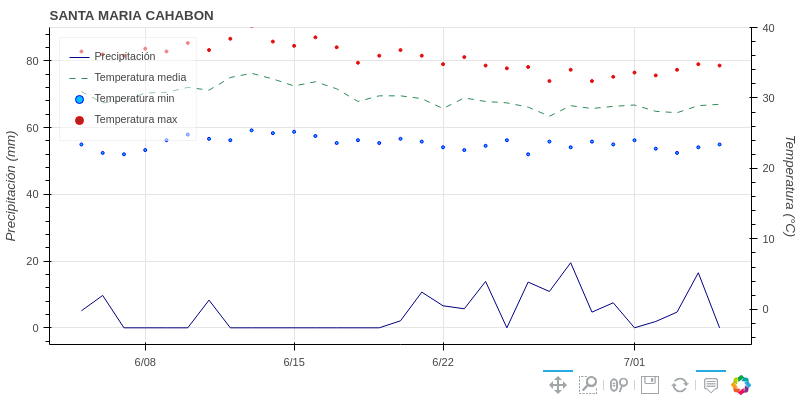 SANTA MARIA CAHABON
Precipitación
Temperatura media
Temperatura min
Temperatura max
Precipitación (mm)
80
60
40
20
0
Temperatura (°C)
40
30
20
10
0
6/08
6/15
6/22
7/01